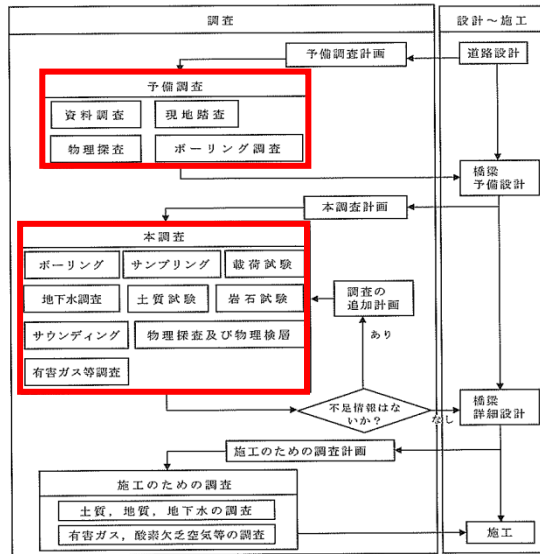 調査
設計～施工
予備調査計画
道路設計
予備調査
資料調査
現地踏査
物理探査
ボーリング調査
橋梁
予備設計
本調査計画
本調査
ボーリング
サンプリング
載荷試験
地下水調査
土質試験
岩石試験
調査の
追加計画
サウンディング
物理探査及び物理検層
あり
有害ガス等調査
不足情報はな
いか？
なし
橋梁
詳細設計
施工のための調査計画
施工のための調査
土質，地質，地下水の調査
有害ガス，酸素欠乏空気等の調査
施工